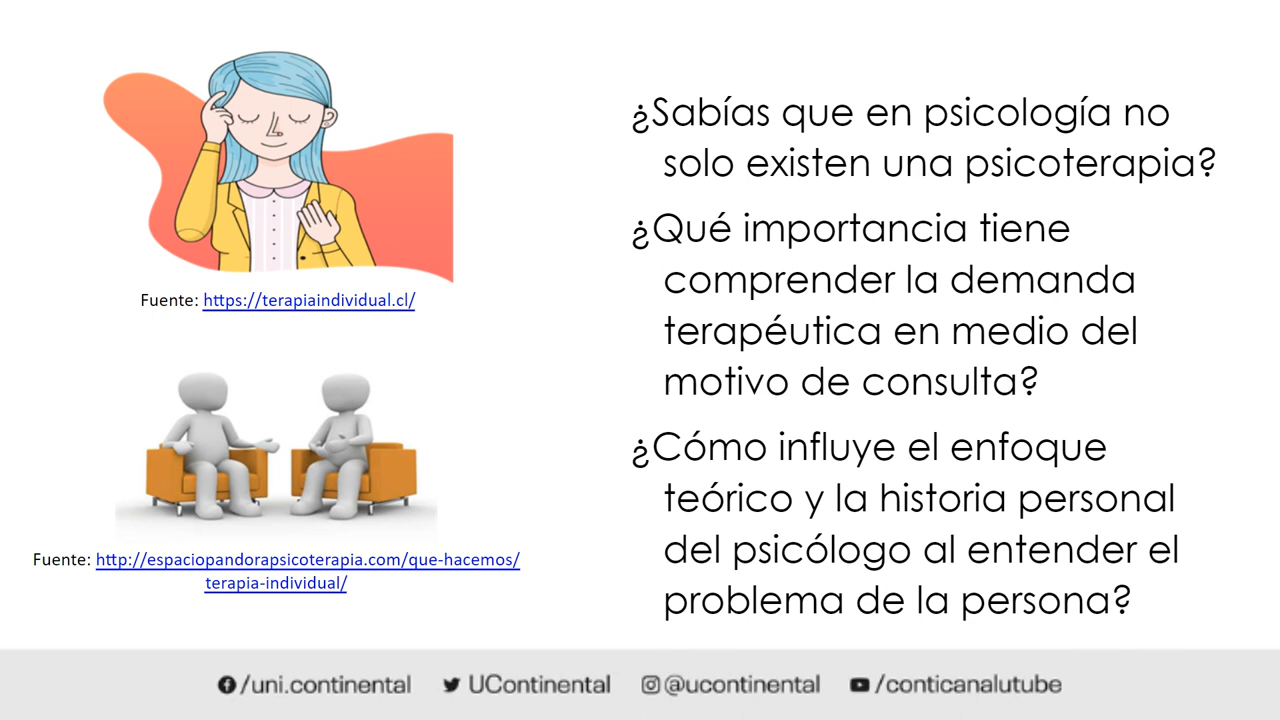 Fuente: https://terapiaindividual.cl/
Fuente: http://espaciopandorapsicoterapia.com/que-hacemos/
terapia-individual/
¿Sabías que en psicología no
solo existen una psicoterapia?
¿Qué importancia tiene
comprender la demanda
terapéutica en medio del
motivo de consulta?
¿Cómo influye el enfoque
teórico y la historia personal
del psicólogo al entender el
problema de la persona?
/uni.continental UContinental @ucontinental /conticanalutube